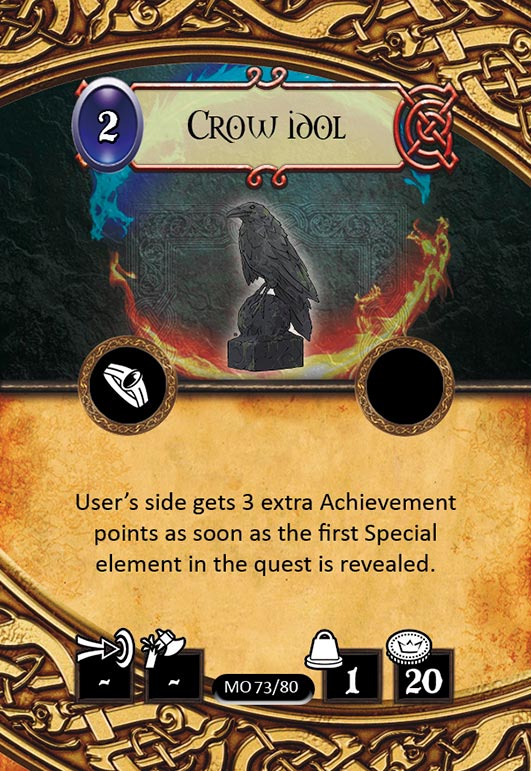 2
CROW IDOL
User's side gets 3 extra Achievement
points as soon as the first Special
element in the quest is revealed.
~ ~ MO 73/80 1 20